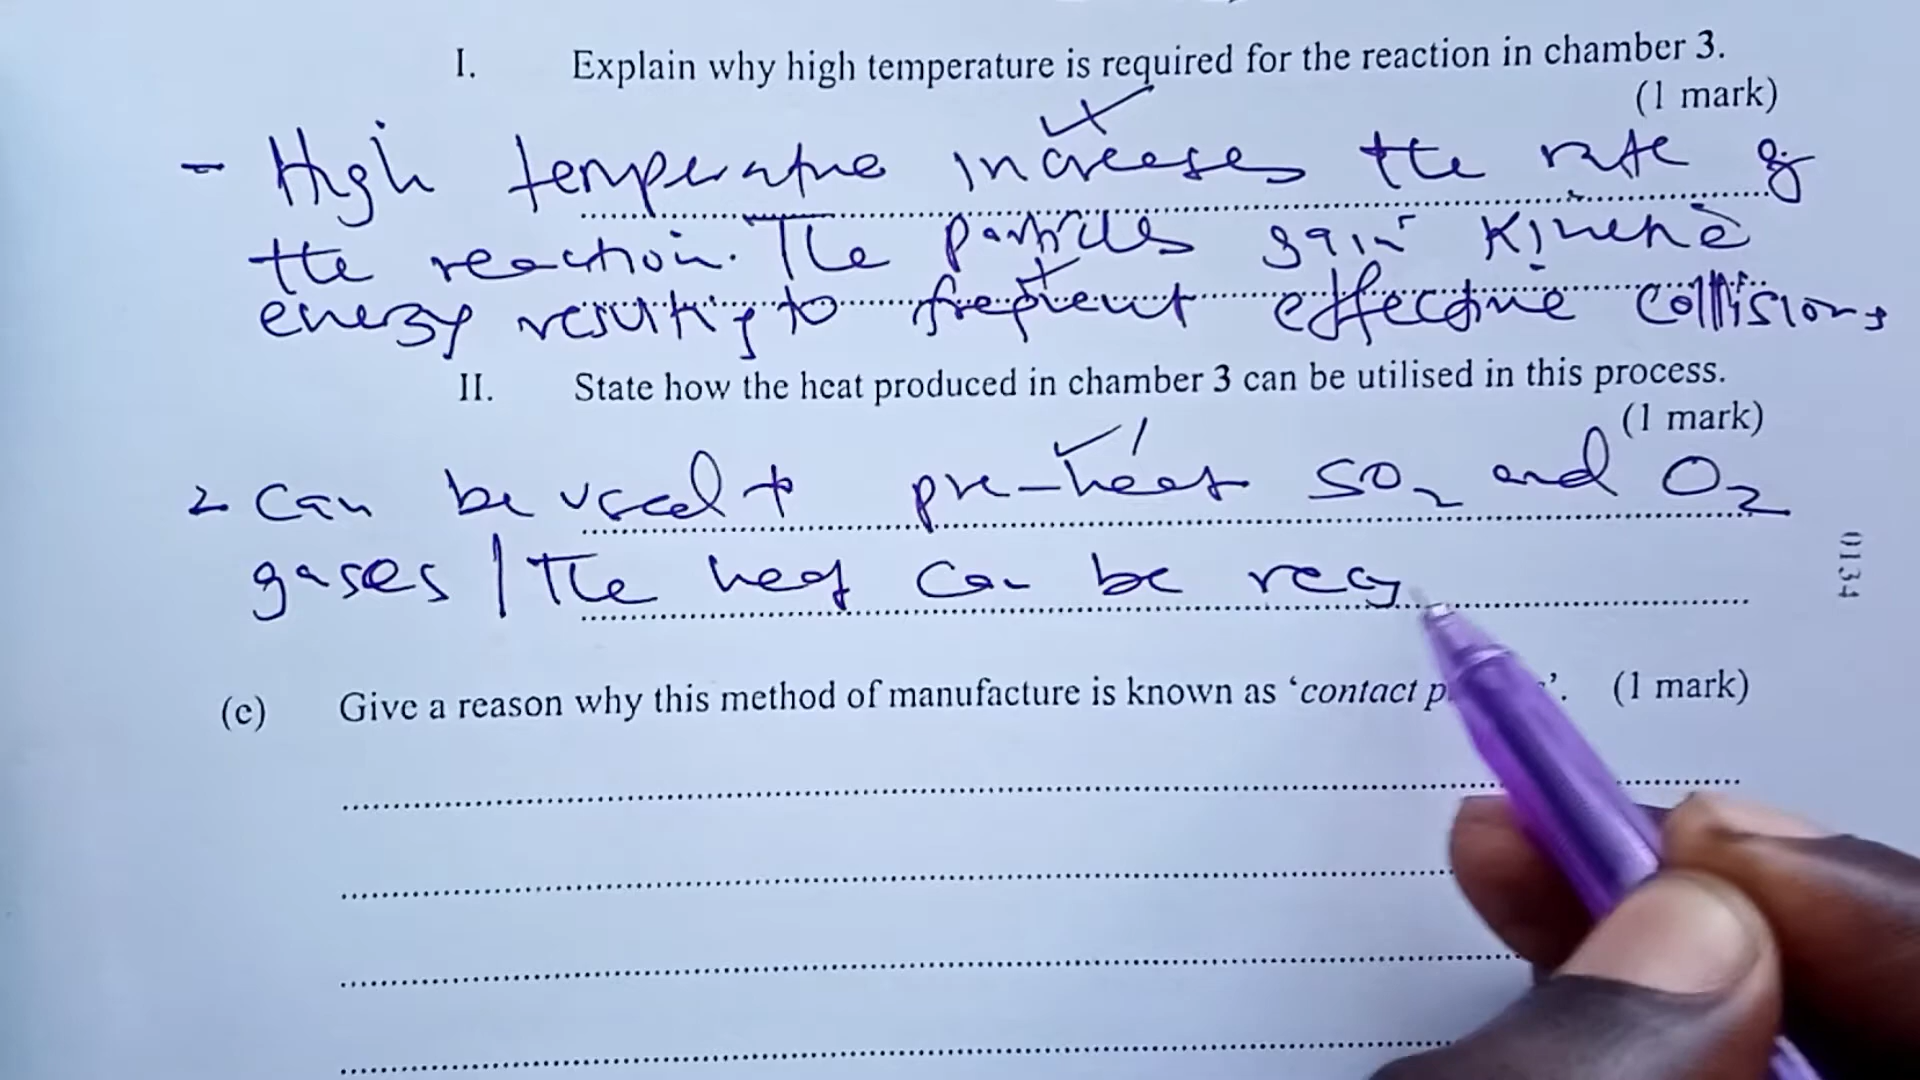 I. Explain why high temperature is required for the reaction in chamber 3.
(1 mark)
- High temperature increases the rate of
the reaction. The particles gain kinetic
energy resulting to frequent effective collisions
II. State how the heat produced in chamber 3 can be utilised in this process.
(1 mark)
- Can be used to pre-heat SO2 and O2
gases / The heat can be recy
(c) Give a reason why this method of manufacture is known as 'contact p '. (1 mark)
0134